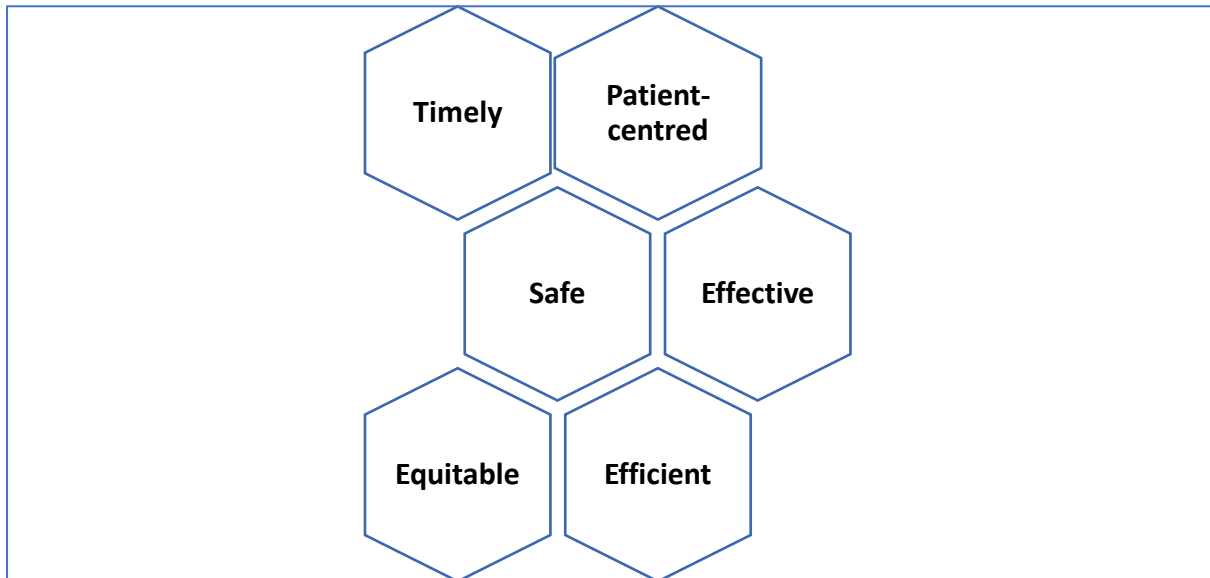 Timely
Patient-
centred
Safe
Effective
Equitable
Efficient